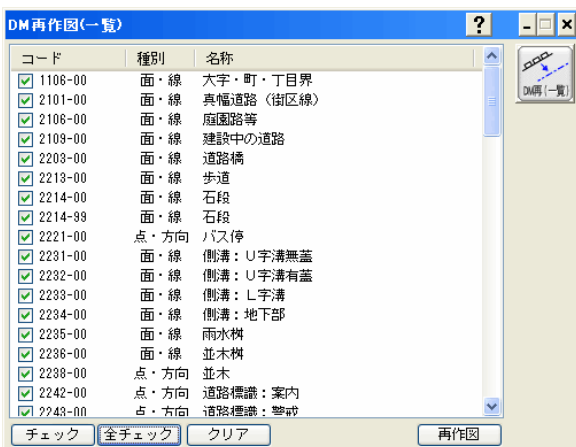 DM再作図(一覧)
コード 種別 名称
1106-00 面・線 大字・町・丁目界
2101-00 面・線 真幅道路（街区線）
2106-00 面・線 庭園路等
2109-00 面・線 建設中の道路
2203-00 面・線 道路橋
2213-00 面・線 歩道
2214-00 面・線 石段
2214-99 面・線 石段
2221-00 点・方向 バス停
2231-00 面・線 側溝：Ｕ字溝無蓋
2232-00 面・線 側溝：Ｕ字溝有蓋
2233-00 面・線 側溝：Ｌ字溝
2234-00 面・線 側溝：地下部
2235-00 面・線 雨水桝
2236-00 面・線 並木桝
2238-00 点・方向 並木
2242-00 点・方向 道路標識：案内
2243-00 点・方向 道路標識：警戒
チェック 全チェック クリア 再作図
DM再(一覧)